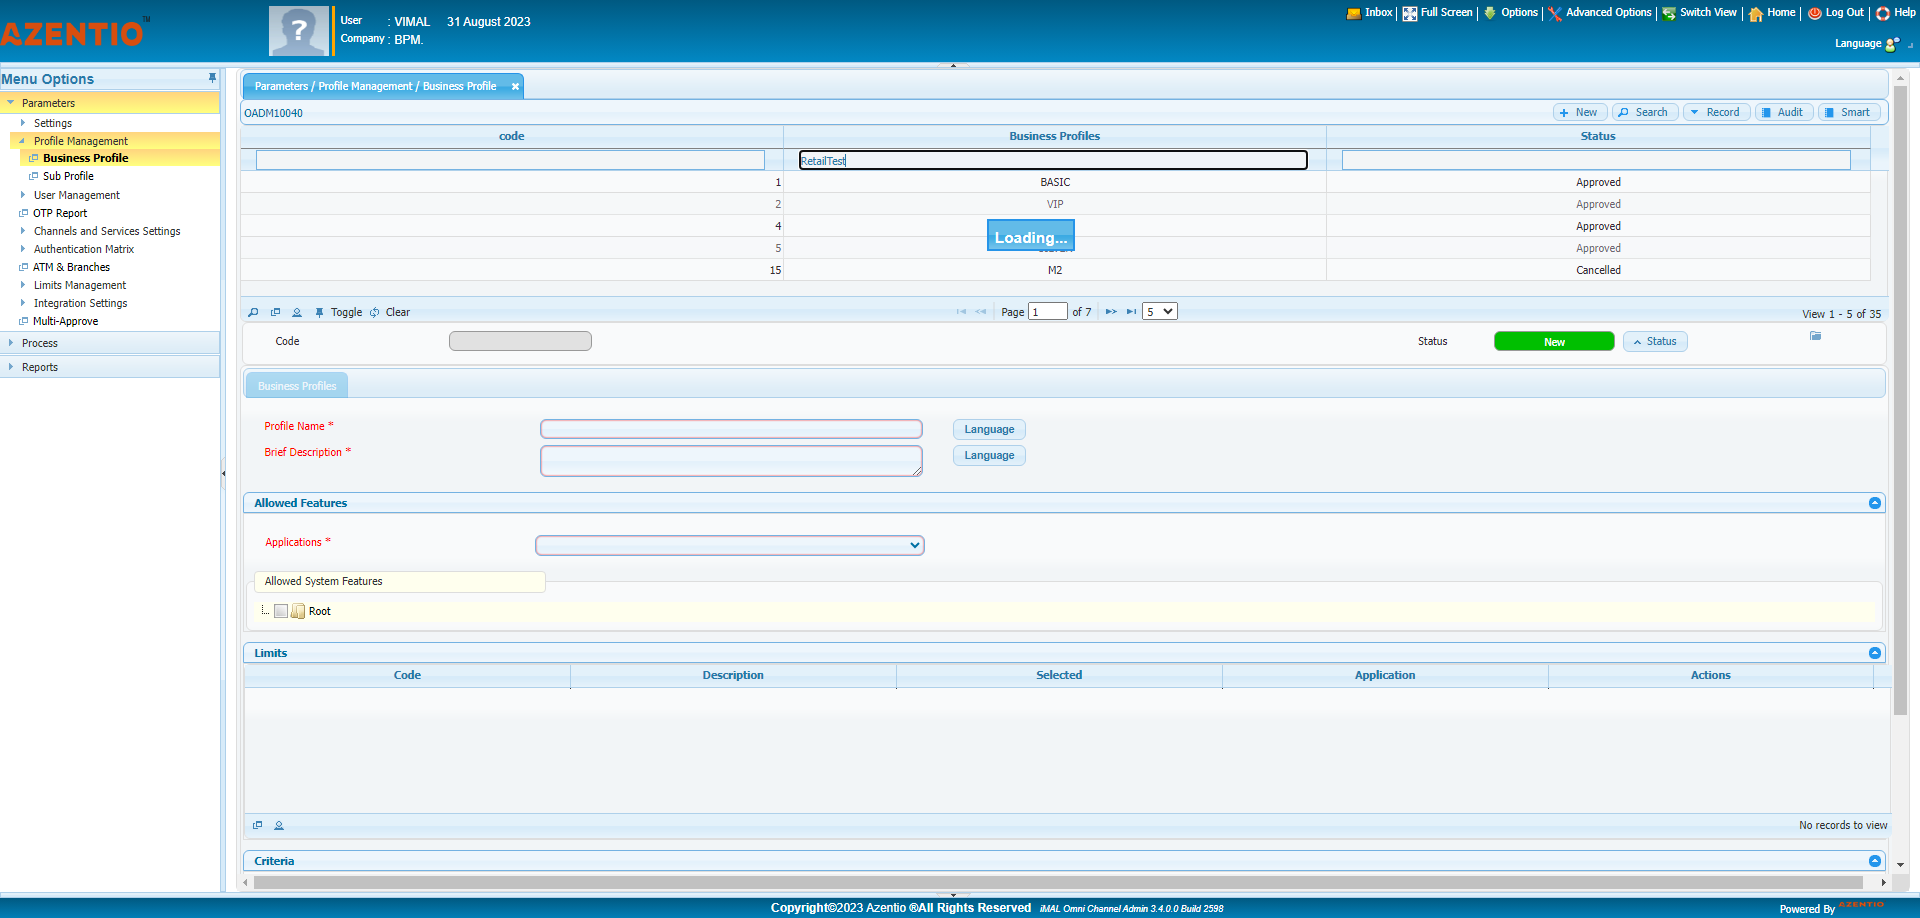 AZENTIO™
User : VIMAL 31 August 2023
Company : BPM.
Inbox Full Screen Options Advanced Options Switch View Home Log Out Help
Language
Menu Options
Parameters
Settings
Profile Management
Business Profile
Sub Profile
User Management
OTP Report
Channels and Services Settings
Authentication Matrix
ATM & Branches
Limits Management
Integration Settings
Multi-Approve
Process
Reports
Parameters / Profile Management / Business Profile
OADM10040
New Search Record Audit Smart
code Business Profiles Status
RetailTest
1 BASIC Approved
2 VIP Approved
4 Approved
Loading...
5 Approved
15 M2 Cancelled
Toggle Clear
Page 1 of 7 5
View 1 - 5 of 35
Code
Status New Status
Business Profiles
Profile Name * Language
Brief Description * Language
Allowed Features
Applications *
Allowed System Features
Root
Limits
Code Description Selected Application Actions
No records to view
Criteria
Copyright©2023 Azentio ®All Rights Reserved iMAL Omni Channel Admin 3.4.0.0 Build 2598
Powered By AZENTIO